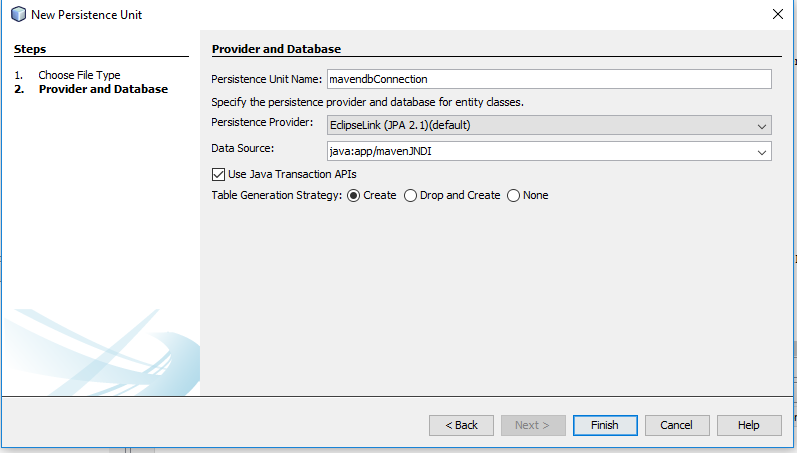 New Persistence Unit
Steps
1. Choose File Type
2. Provider and Database
Provider and Database
Persistence Unit Name: mavendbConnection
Specify the persistence provider and database for entity classes.
Persistence Provider: EclipseLink (JPA 2.1)(default)
Data Source: java:app/mavenJNDI
Use Java Transaction APIs
Table Generation Strategy: Create Drop and Create None
< Back Next > Finish Cancel Help